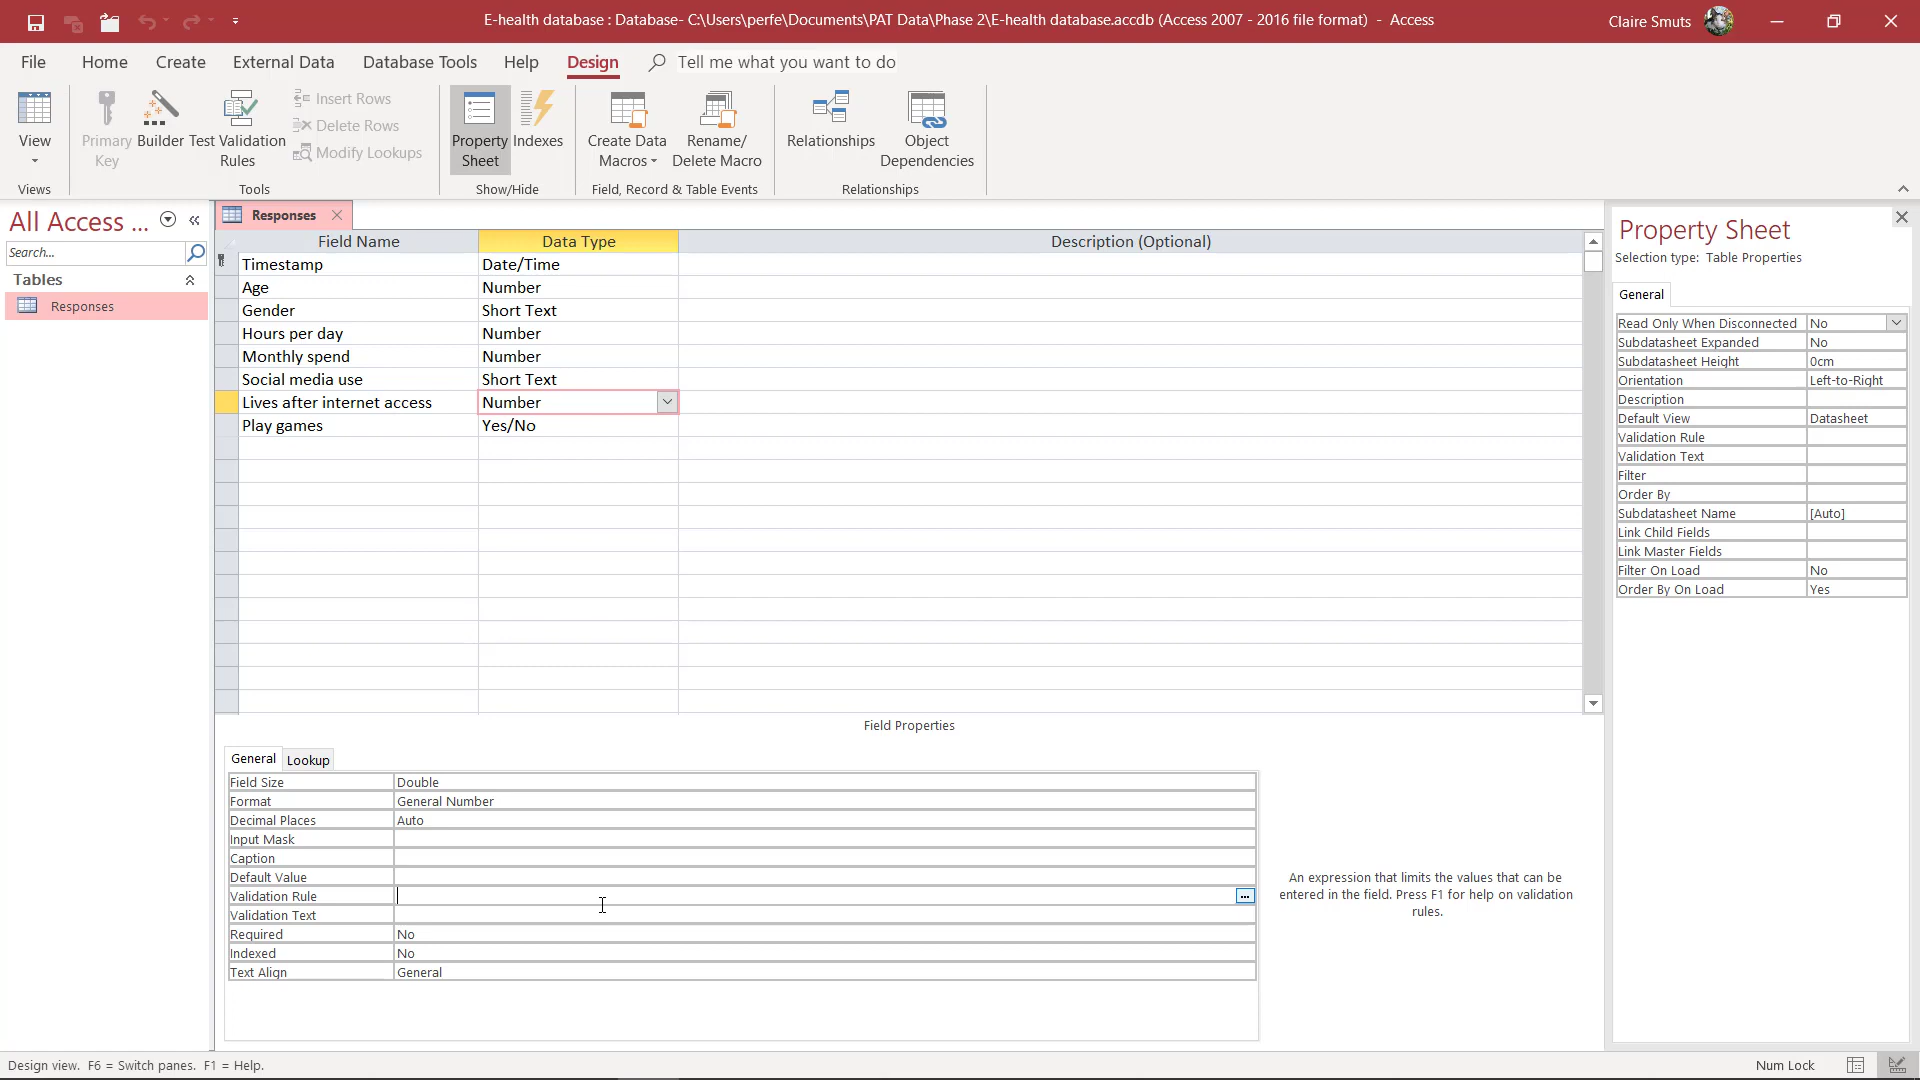 E-health database : Database- C:\Users\perfe\Documents\PAT Data\Phase 2\E-health database.accdb (Access 2007 - 2016 file format) - Access
Claire Smuts
File Home Create External Data Database Tools Help Design Tell me what you want to do
View
Primary Key
Builder
Test Validation Rules
Insert Rows
Delete Rows
Modify Lookups
Property Sheet
Indexes
Create Data Macros
Rename/ Delete Macro
Relationships
Object Dependencies
Views
Tools
Show/Hide
Field, Record & Table Events
Relationships
All Access ...
Search...
Tables
Responses
Responses
Field Name Data Type Description (Optional)
Timestamp Date/Time
Age Number
Gender Short Text
Hours per day Number
Monthly spend Number
Social media use Short Text
Lives after internet access Number
Play games Yes/No
Field Properties
General Lookup
Field Size Double
Format General Number
Decimal Places Auto
Input Mask
Caption
Default Value
Validation Rule
Validation Text
Required No
Indexed No
Text Align General
An expression that limits the values that can be
entered in the field. Press F1 for help on validation
rules.
Property Sheet
Selection type: Table Properties
General
Read Only When Disconnected No
Subdatasheet Expanded No
Subdatasheet Height 0cm
Orientation Left-to-Right
Description
Default View Datasheet
Validation Rule
Validation Text
Filter
Order By
Subdatasheet Name [Auto]
Link Child Fields
Link Master Fields
Filter On Load No
Order By On Load Yes
Design view. F6 = Switch panes. F1 = Help.
Num Lock